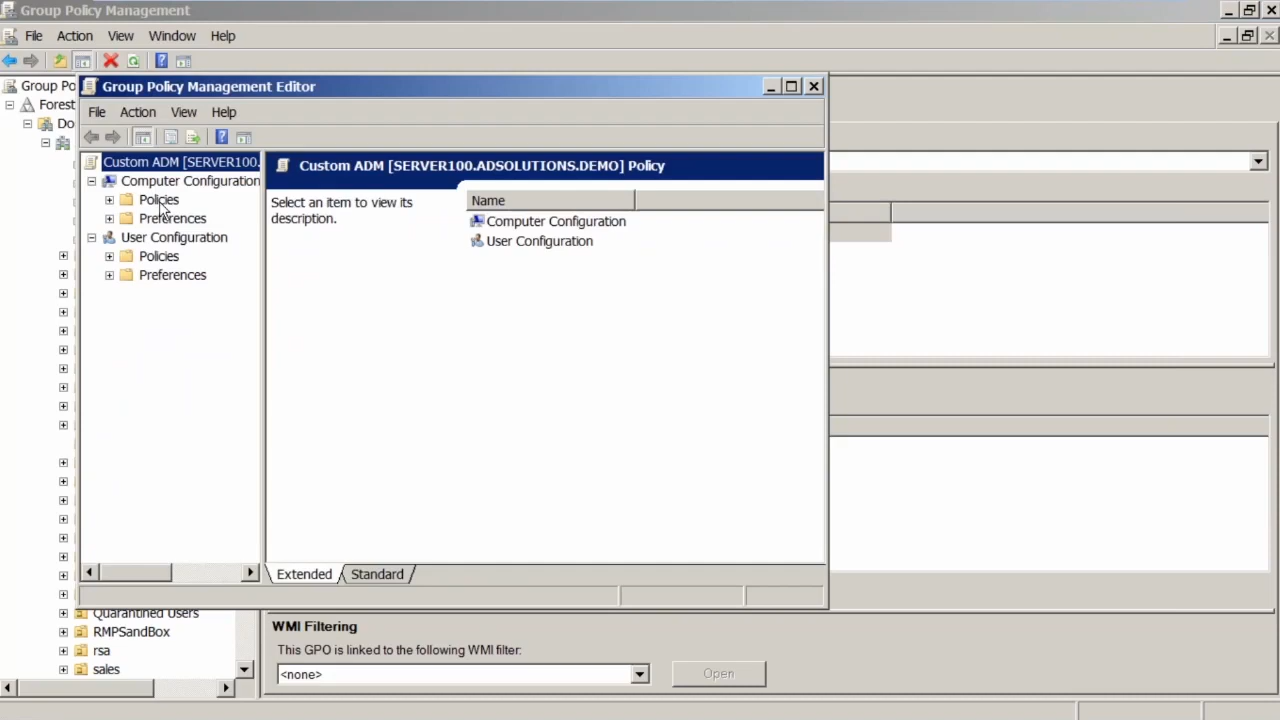 Group Policy Management
File Action View Window Help
Group Po
Forest
Do
Group Policy Management Editor
File Action View Help
Custom ADM [SERVER100.
Computer Configuration
Policies
Preferences
User Configuration
Policies
Preferences
Custom ADM [SERVER100.ADSOLUTIONS.DEMO] Policy
Select an item to view its
description.
Name
Computer Configuration
User Configuration
Extended Standard
Quarantined Users
RMPSandBox
rsa
sales
WMI Filtering
This GPO is linked to the following WMI filter:
<none> Open